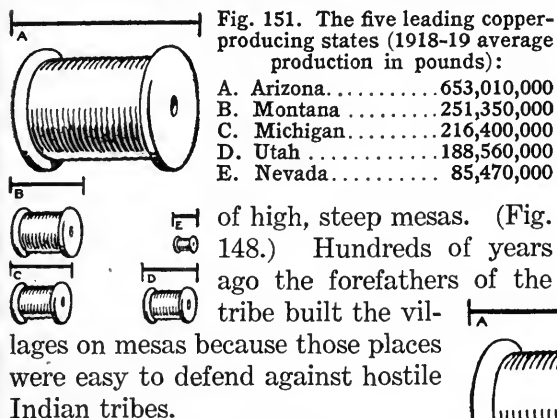 A
Fig. 151. The five leading copper-
producing states (1918-19 average
production in pounds):
A. Arizona...........653,010,000
B. Montana..........251,350,000
C. Michigan.........216,400,000
D. Utah .............188,560,000
E. Nevada........... 85,470,000
B
E
C
D
of high, steep mesas. (Fig.
148.) Hundreds of years
ago the forefathers of the
tribe built the vil-
lages on mesas because those places
were easy to defend against hostile
Indian tribes.
A